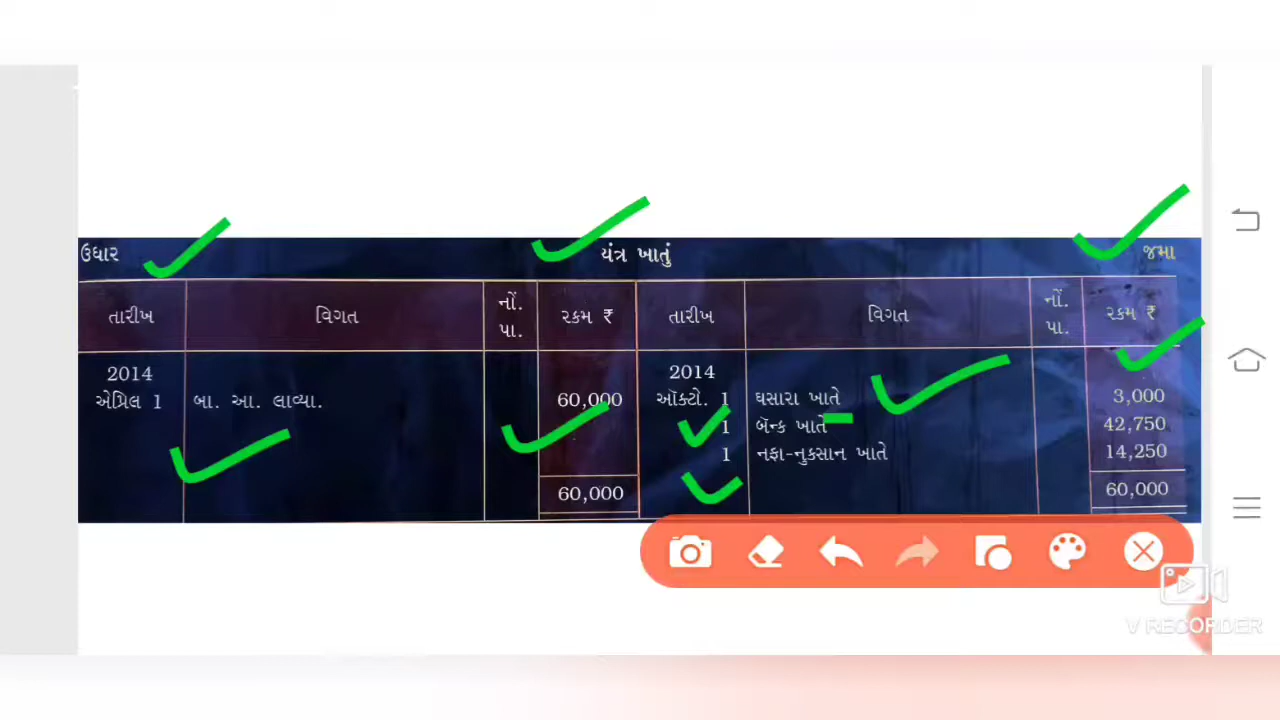 ઉધાર યંત્ર ખાતું જમા
તારીખ વિગત નોં. પા. રકમ ₹ તારીખ વિગત નોં. પા. રકમ ₹
2014 2014
એપ્રિલ 1 બા. આ. લાવ્યા. 60,000 ઑક્ટો. 1 ઘસારા ખાતે 3,000
1 બૅન્ક ખાતે 42,750
1 નફા-નુકસાન ખાતે 14,250
60,000 60,000
V RECORDER